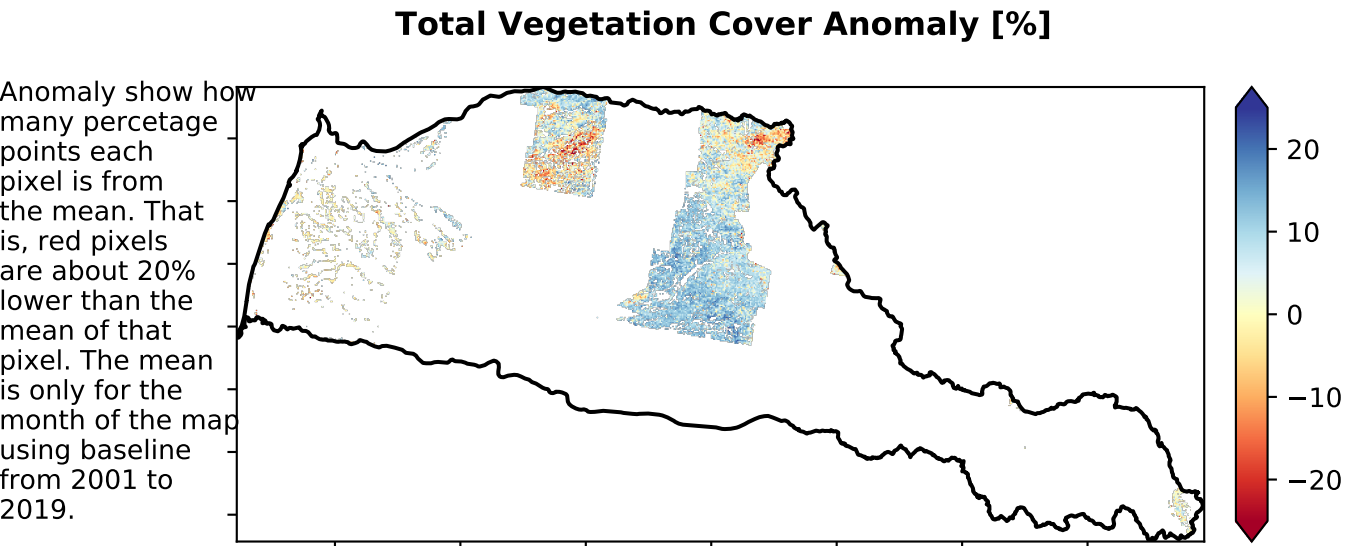 Total Vegetation Cover Anomaly [%]
Anomaly show how
many percetage
points each
pixel is from
the mean. That
is, red pixels
are about 20%
lower than the
mean of that
pixel. The mean
is only for the
month of the map
using baseline
from 2001 to
2019.
20
10
0
−10
−20